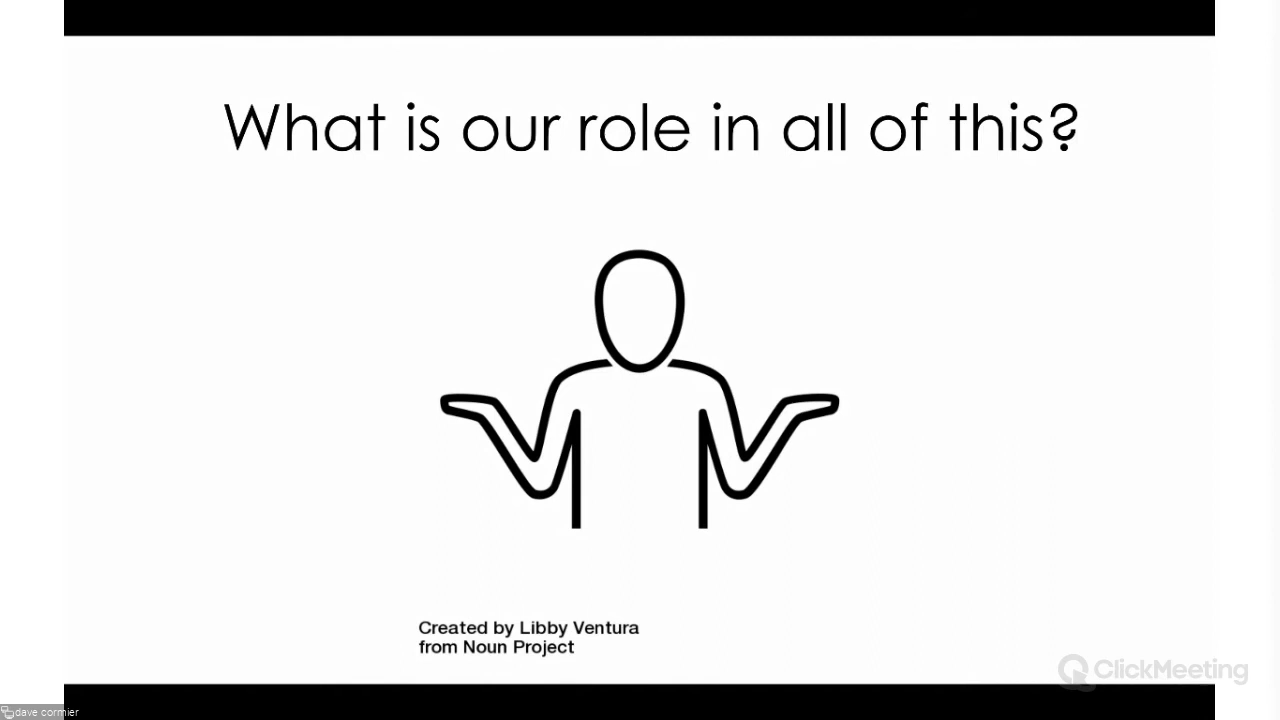 What is our role in all of this?
Created by Libby Ventura
from Noun Project
ClickMeeting
dave cormier